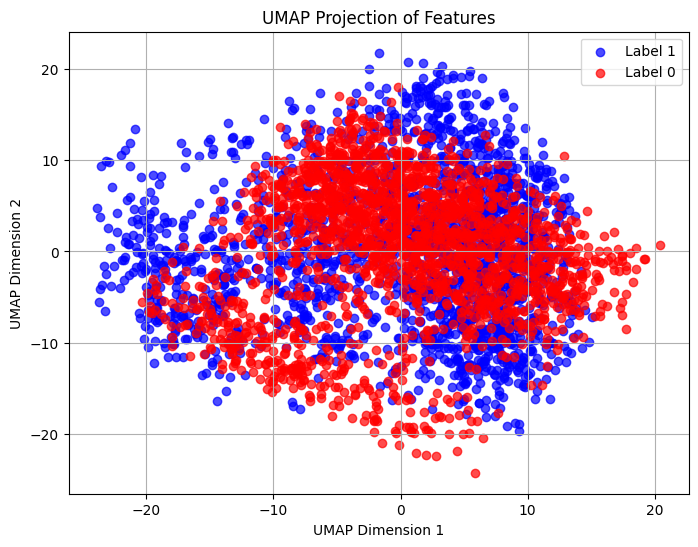 UMAP Projection of Features
Label 1
Label 0
UMAP Dimension 2
20
10
0
−10
−20
−20
−10
0
10
20
UMAP Dimension 1